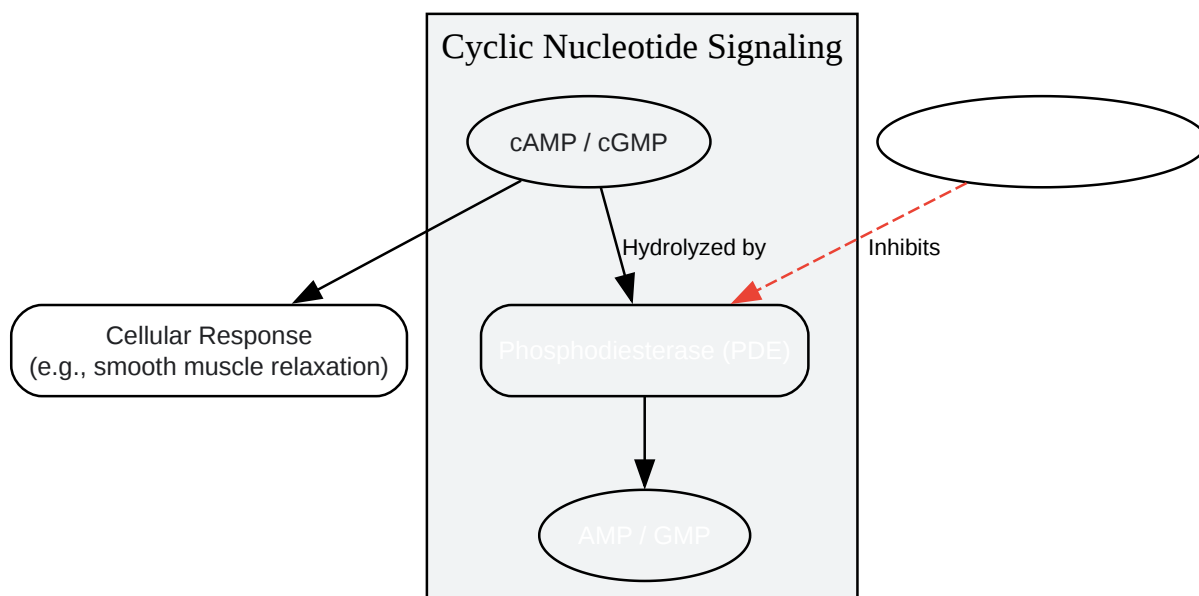 Cyclic Nucleotide Signaling
cAMP / cGMP
Hydrolyzed by
Inhibits
Cellular Response
(e.g., smooth muscle relaxation)
Phosphodiesterase (PDE)
AMP / GMP